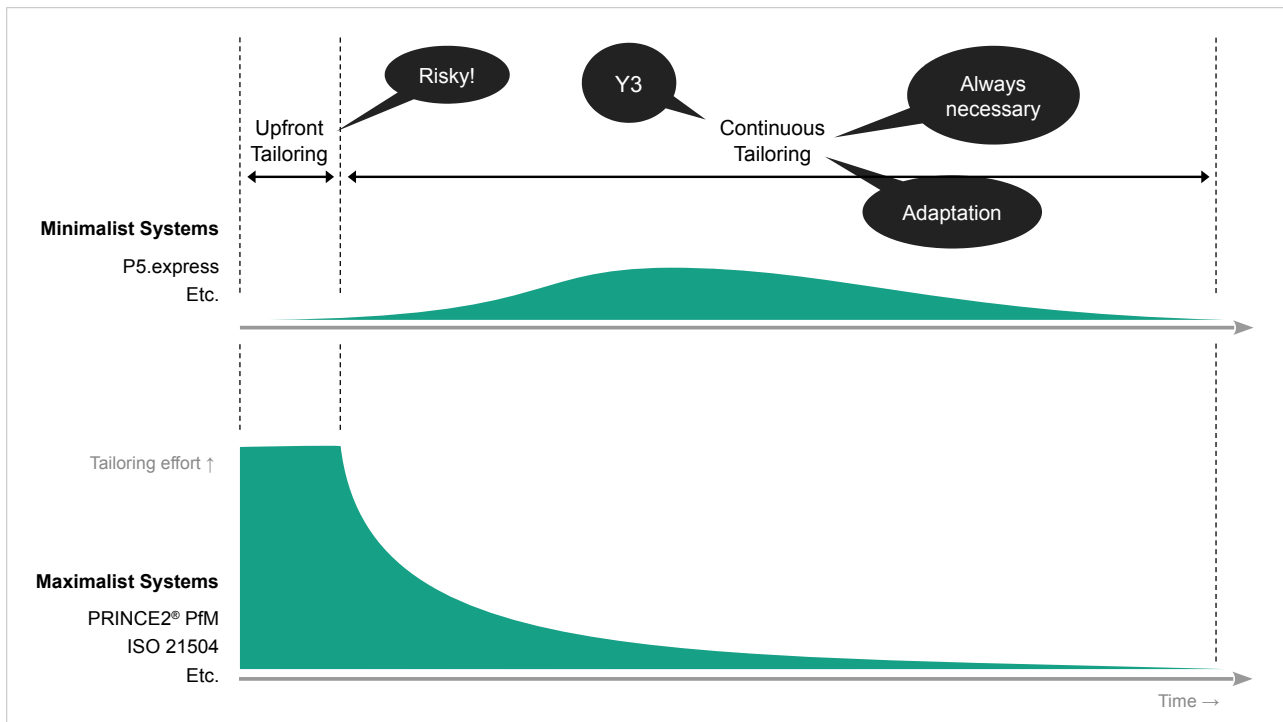 Risky!
Y3
Always
necessary
Upfront
Tailoring
Continuous
Tailoring
Adaptation
Minimalist Systems
P5.express
Etc.
Tailoring effort ↑
Maximalist Systems
PRINCE2® PfM
ISO 21504
Etc.
Time →